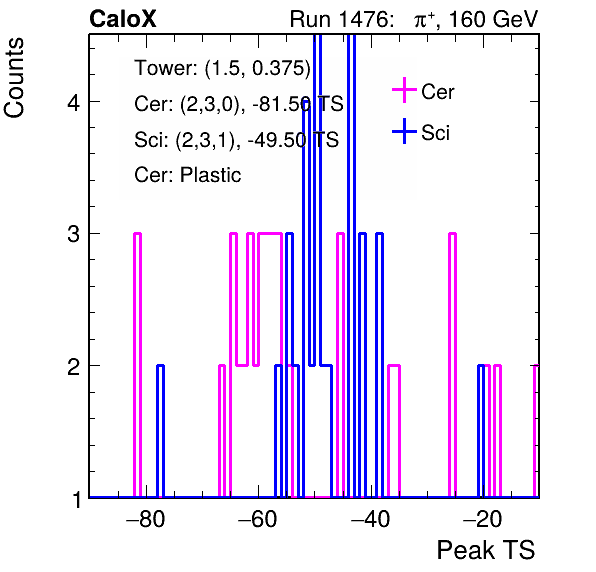 CaloX Run 1476: π⁺, 160 GeV
Counts
Tower: (1.5, 0.375)
Cer: (2,3,0), -81.50 TS
Sci: (2,3,1), -49.50 TS
Cer: Plastic
Cer
Sci
4
3
2
1
−80 −60 −40 −20
Peak TS